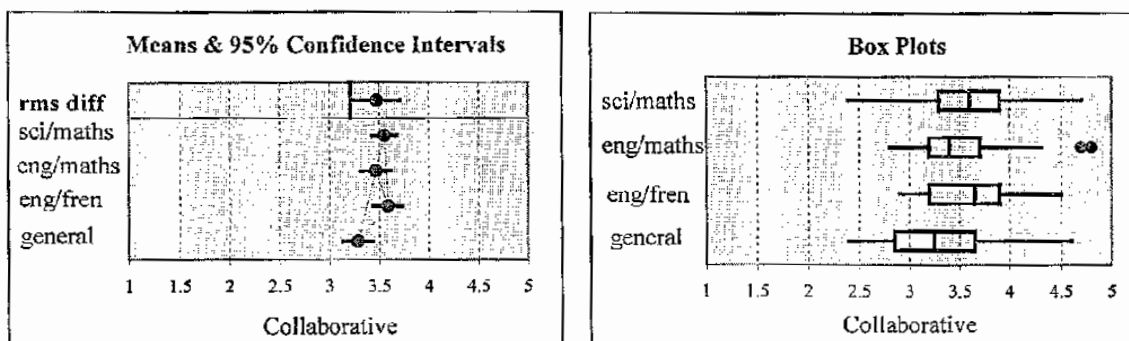 Means & 95% Confidence Intervals
rms diff
sci/maths
eng/maths
eng/fren
general
1 1.5 2 2.5 3 3.5 4 4.5 5
Collaborative
Box Plots
sci/maths
eng/maths
eng/fren
general
1 1.5 2 2.5 3 3.5 4 4.5 5
Collaborative